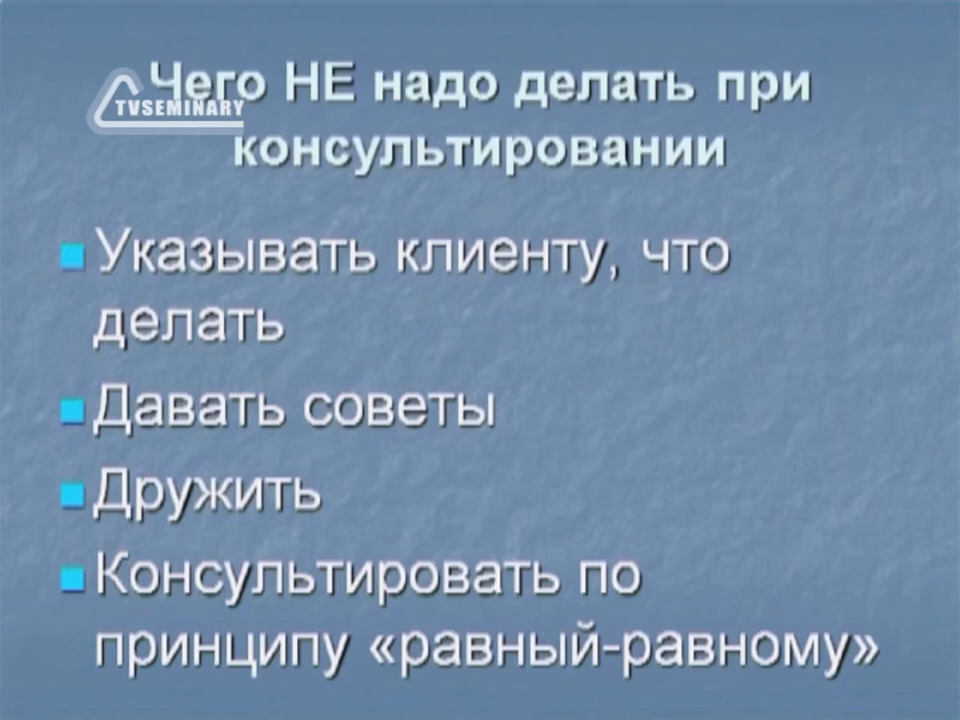 Чего НЕ надо делать при
TVSEMINARY
консультировании
Указывать клиенту, что
делать
Давать советы
Дружить
Консультировать по
принципу «равный-равному»